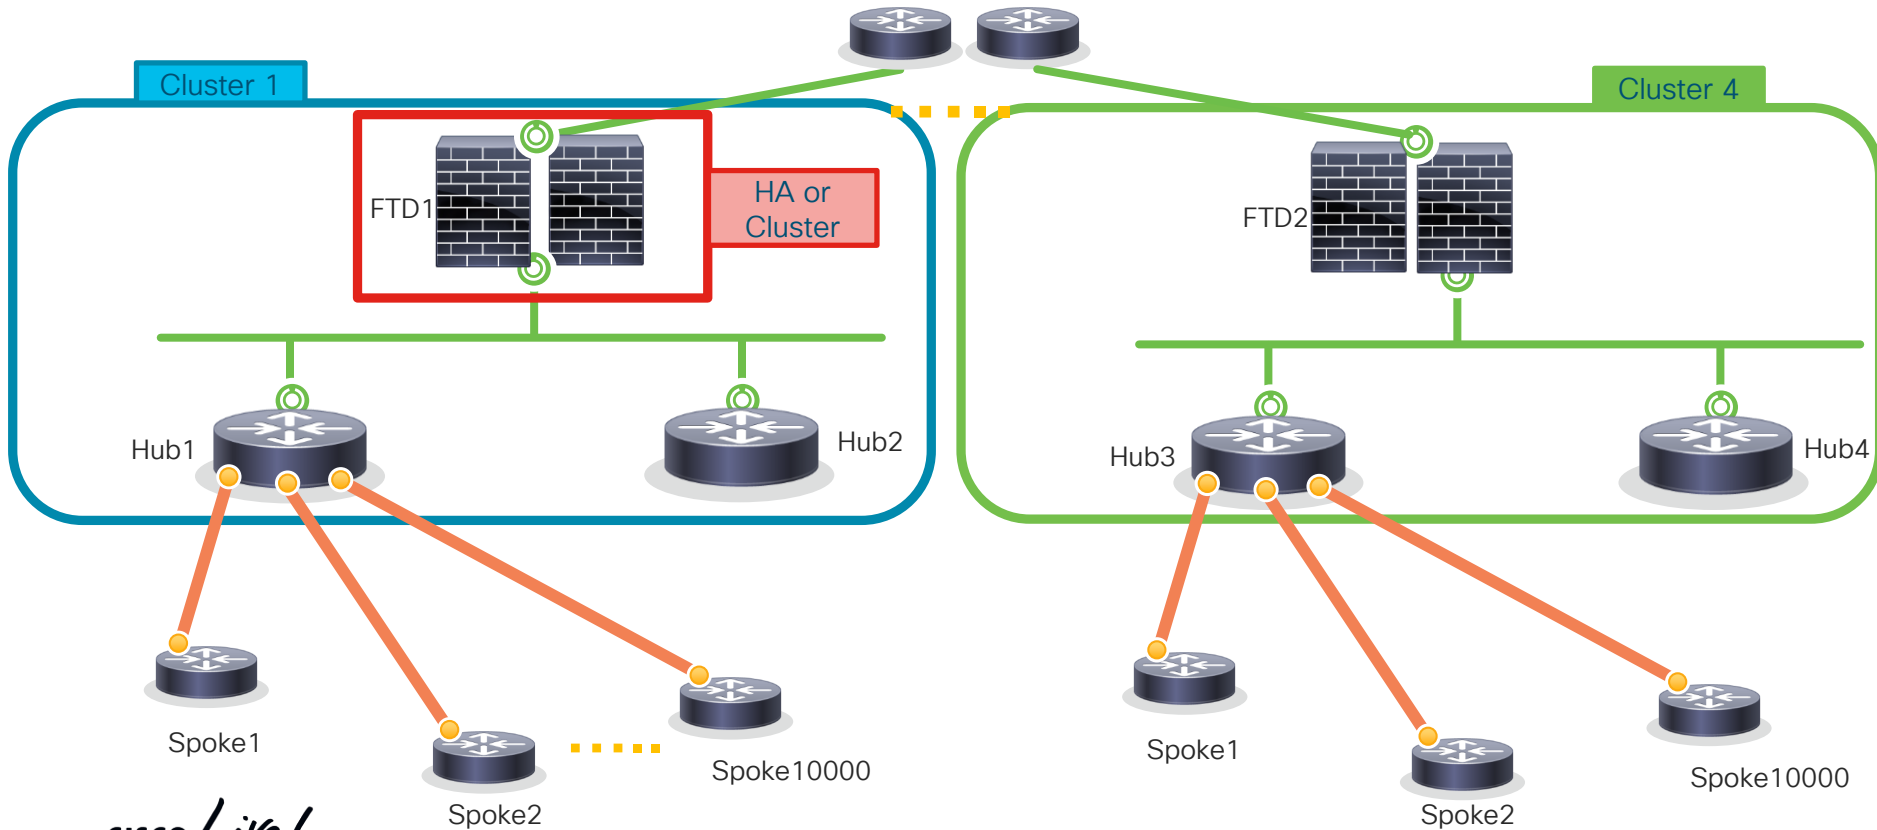 Cluster 1
Cluster 4
FTD1
HA or
Cluster
FTD2
Hub1
Hub2
Hub3
Hub4
Spoke1
Spoke2
Spoke10000
Spoke1
Spoke2
Spoke10000